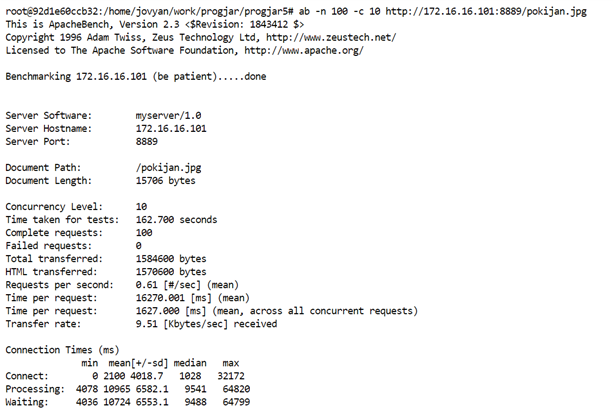 root@92d1e60ccb32:/home/jovyan/work/progjar/progjar5# ab -n 100 -c 10 http://172.16.16.101:8889/pokijan.jpg
This is ApacheBench, Version 2.3 <$Revision: 1843412 $>
Copyright 1996 Adam Twiss, Zeus Technology Ltd, http://www.zeustech.net/
Licensed to The Apache Software Foundation, http://www.apache.org/

Benchmarking 172.16.16.101 (be patient).....done

Server Software:        myserver/1.0
Server Hostname:        172.16.16.101
Server Port:            8889

Document Path:          /pokijan.jpg
Document Length:        15706 bytes

Concurrency Level:      10
Time taken for tests:   162.700 seconds
Complete requests:      100
Failed requests:        0
Total transferred:      1584600 bytes
HTML transferred:       1570600 bytes
Requests per second:    0.61 [#/sec] (mean)
Time per request:       16270.001 [ms] (mean)
Time per request:       1627.000 [ms] (mean, across all concurrent requests)
Transfer rate:          9.51 [Kbytes/sec] received

Connection Times (ms)
              min  mean[+/-sd] median   max
Connect:        0 2100 4018.7   1028   32172
Processing:  4078 10965 6582.1   9541   64820
Waiting:     4036 10724 6553.1   9488   64799